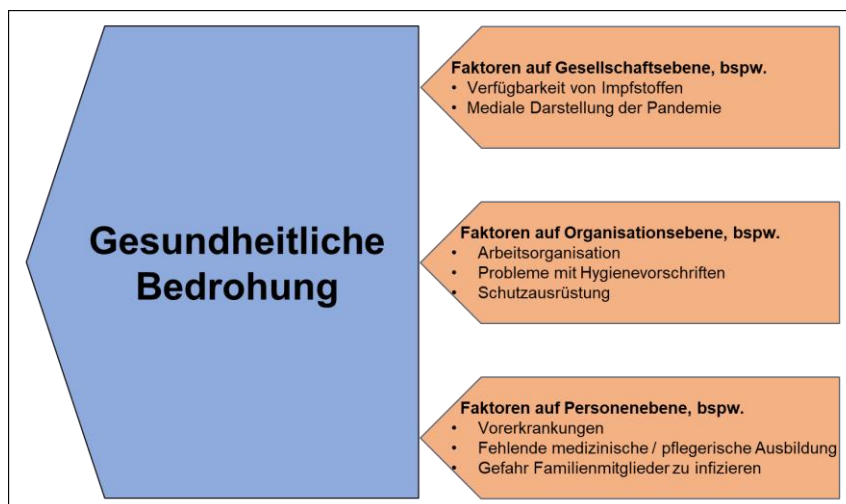 Gesundheitliche
Bedrohung
Faktoren auf Gesellschaftsebene, bspw.
• Verfügbarkeit von Impfstoffen
• Mediale Darstellung der Pandemie
Faktoren auf Organisationsebene, bspw.
• Arbeitsorganisation
• Probleme mit Hygienevorschriften
• Schutzausrüstung
Faktoren auf Personenebene, bspw.
• Vorerkrankungen
• Fehlende medizinische / pflegerische Ausbildung
• Gefahr Familienmitglieder zu infizieren